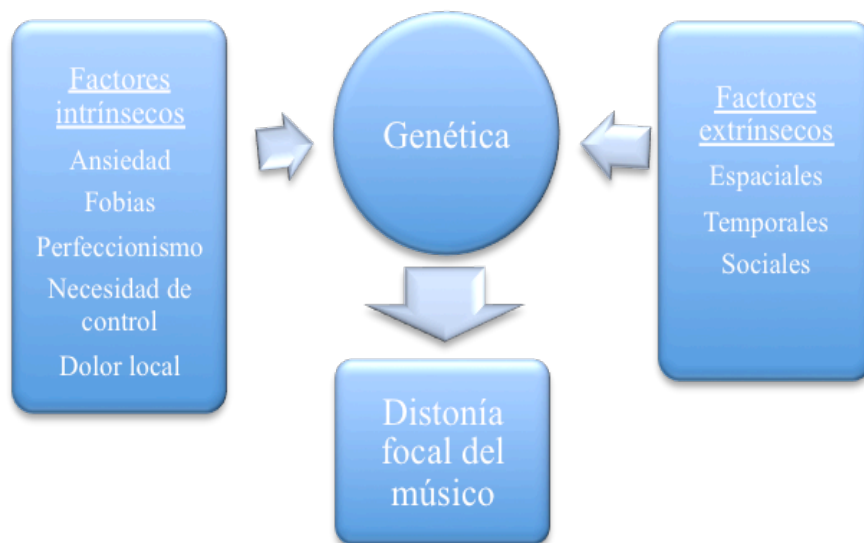 Factores
intrínsecos
Ansiedad
Fobias
Perfeccionismo
Necesidad de
control
Dolor local
Genética
Factores
extrínsecos
Espaciales
Temporales
Sociales
Distonía
focal del
músico